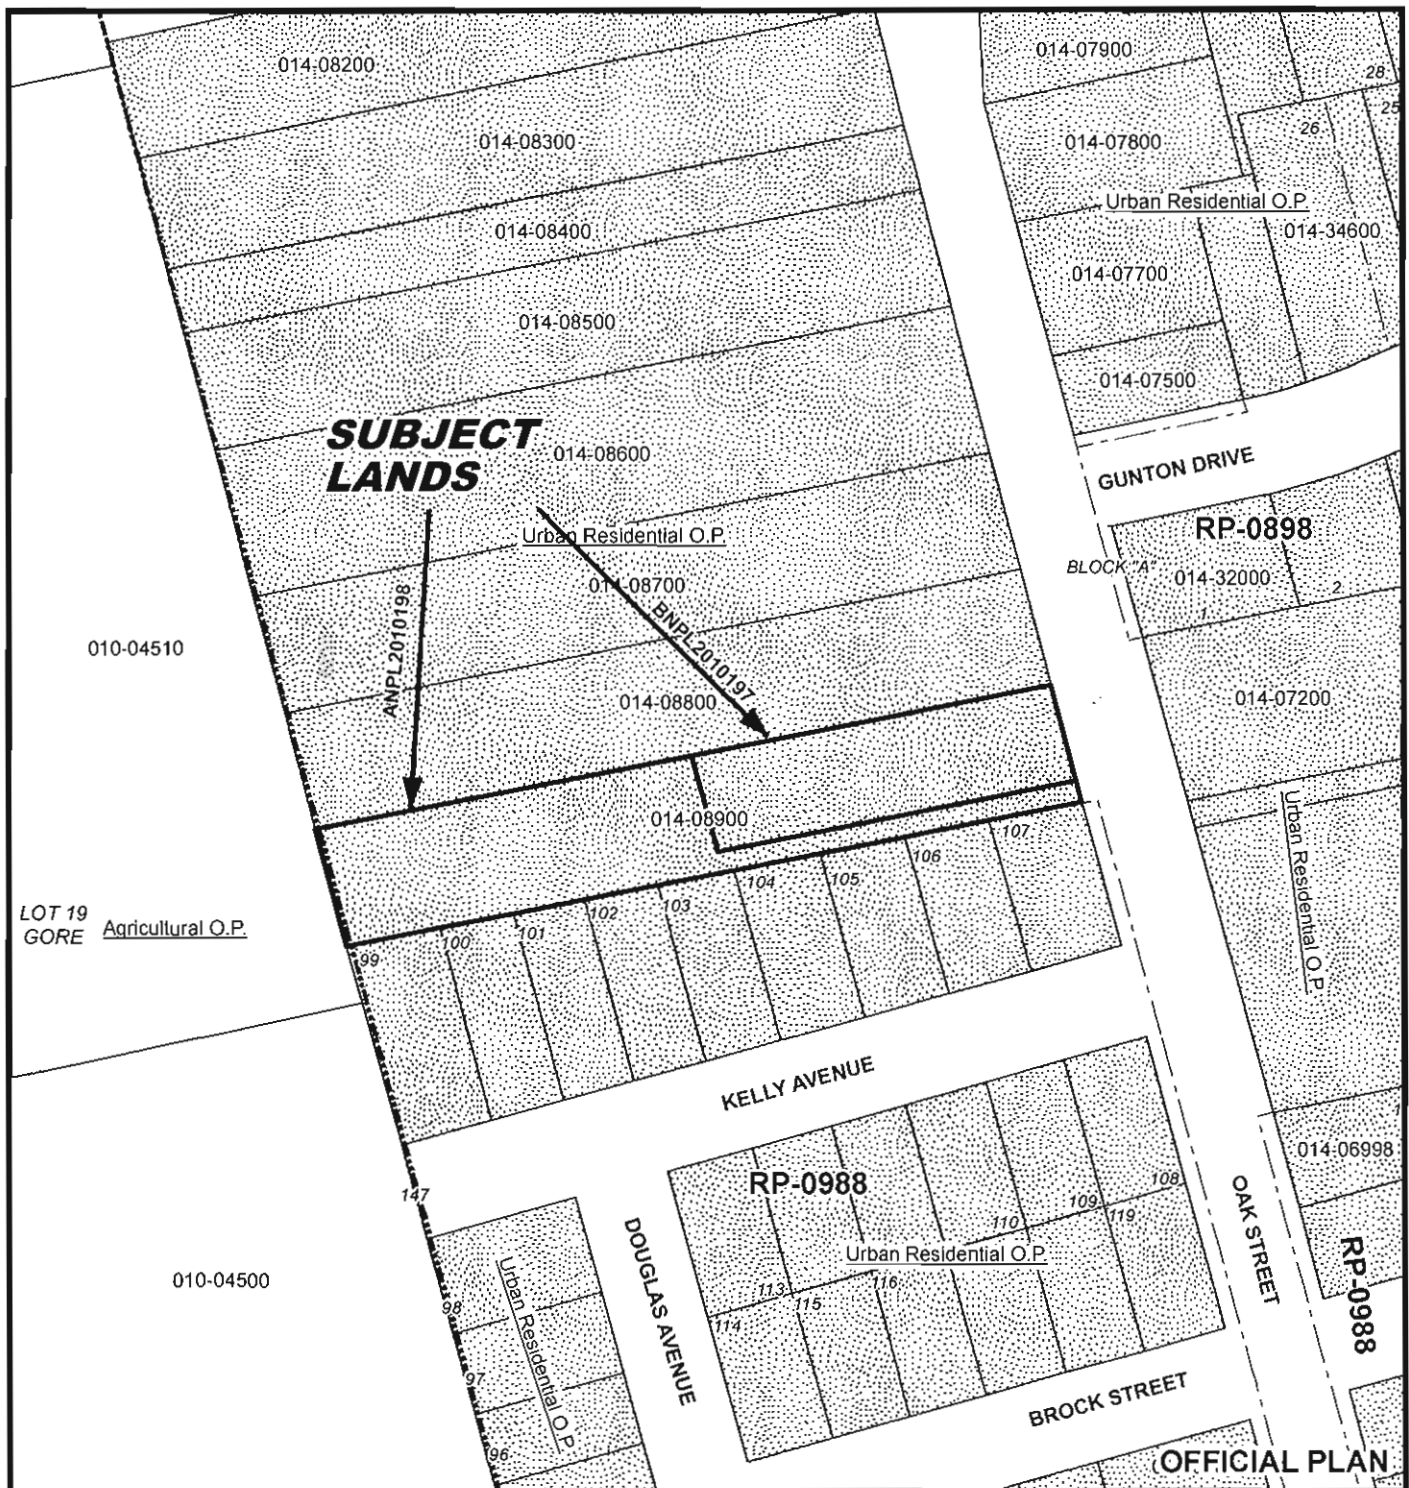 014-08200
014-07900
28
25
26
014-08300
014-07800
Urban Residential O.P.
014-08400
014-34600
014-07700
014-08500
014-07500
SUBJECT
LANDS
014-08600
GUNTON DRIVE
Urban Residential O.P.
RP-0898
BLOCK "A"
014-32000
1
2
014-08700
ANPL2010198
BNPL2010197
010-04510
014-08800
014-07200
014-08900
Urban Residential O.P.
107
106
105
104
103
102
101
100
99
LOT 19
GORE
Agricultural O.P.
KELLY AVENUE
014-06998
RP-0988
147
108
109
119
110
OAK STREET
DOUGLAS AVENUE
Urban Residential O.P.
RP-0988
010-04500
Urban Residential O.P.
113
116
115
114
98
97
96
BROCK STREET
OFFICIAL PLAN